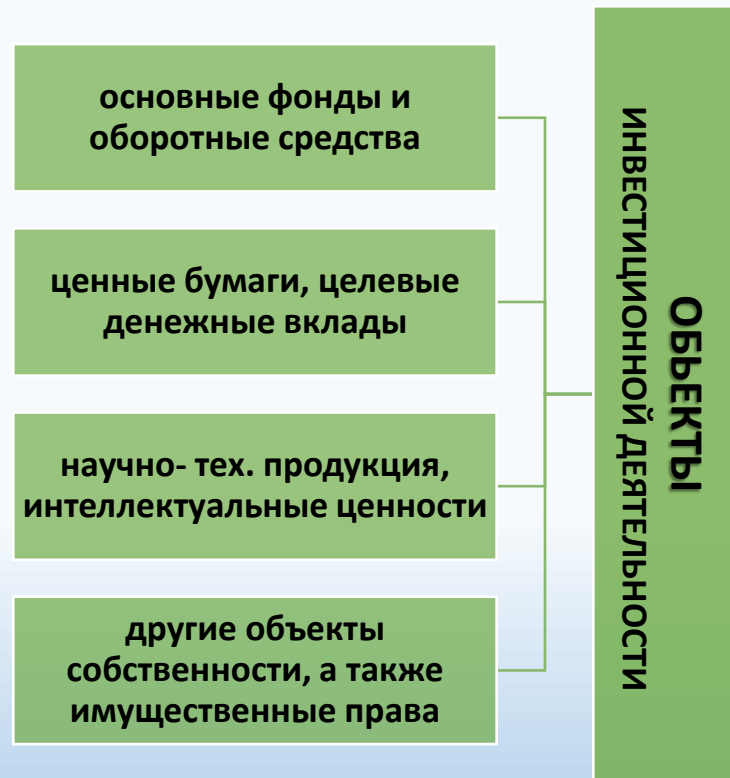 основные фонды и
оборотные средства
ценные бумаги, целевые
денежные вклады
научно- тех. продукция,
интеллектуальные ценности
другие объекты
собственности, а также
имущественные права
ОБЬЕКТЫ
ИНВЕСТИЦИОННОЙ ДЕЯТЕЛЬНОСТИ